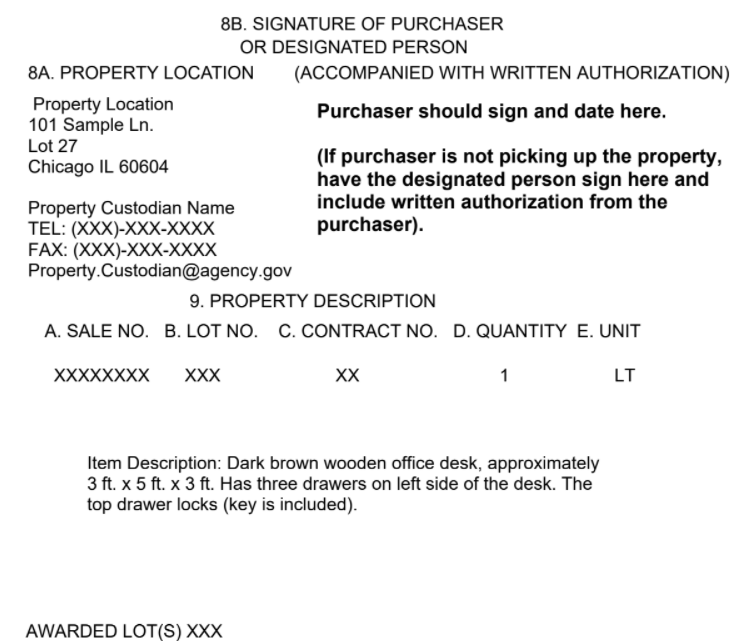 8B. SIGNATURE OF PURCHASER
OR DESIGNATED PERSON
8A. PROPERTY LOCATION (ACCOMPANIED WITH WRITTEN AUTHORIZATION)
Property Location
101 Sample Ln.
Lot 27
Chicago IL 60604
Property Custodian Name
TEL: (XXX)-XXX-XXXX
FAX: (XXX)-XXX-XXXX
Property.Custodian@agency.gov
Purchaser should sign and date here.
(If purchaser is not picking up the property,
have the designated person sign here and
include written authorization from the
purchaser).
9. PROPERTY DESCRIPTION
A. SALE NO. B. LOT NO. C. CONTRACT NO. D. QUANTITY E. UNIT
XXXXXXXX XXX XX 1 LT
Item Description: Dark brown wooden office desk, approximately
3 ft. x 5 ft. x 3 ft. Has three drawers on left side of the desk. The
top drawer locks (key is included).
AWARDED LOT(S) XXX